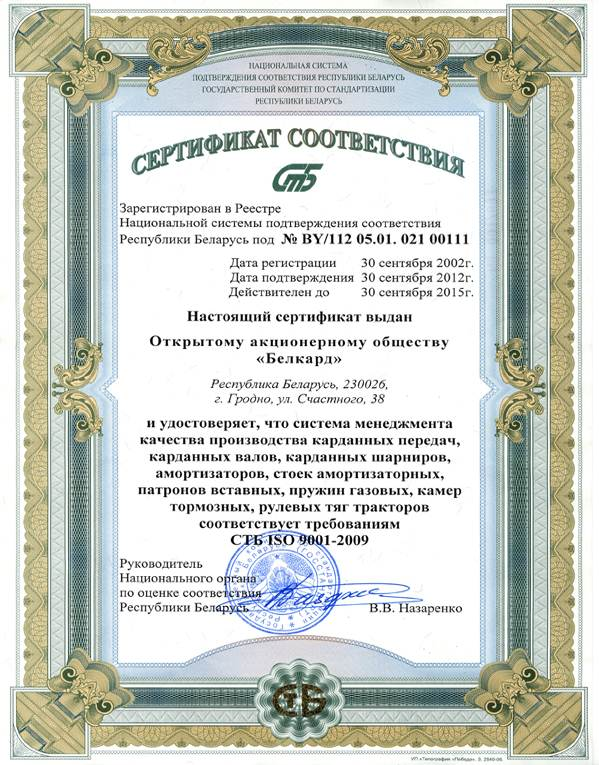 НАЦИОНАЛЬНАЯ СИСТЕМА
ПОДТВЕРЖДЕНИЯ СООТВЕТСТВИЯ РЕСПУБЛИКИ БЕЛАРУСЬ
ГОСУДАРСТВЕННЫЙ КОМИТЕТ ПО СТАНДАРТИЗАЦИИ
РЕСПУБЛИКИ БЕЛАРУСЬ
СЕРТИФИКАТ СООТВЕТСТВИЯ
СТБ
Зарегистрирован в Реестре
Национальной системы подтверждения соответствия
Республики Беларусь под № BY/112 05.01. 021 00111
Дата регистрации 30 сентября 2002г.
Дата подтверждения 30 сентября 2012г.
Действителен до 30 сентября 2015г.
Настоящий сертификат выдан
Открытому акционерному обществу
«Белкард»
Республика Беларусь, 230026,
г. Гродно, ул. Счастного, 38
и удостоверяет, что система менеджмента
качества производства карданных передач,
карданных валов, карданных шарниров,
амортизаторов, стоек амортизаторных,
патронов вставных, пружин газовых, камер
тормозных, рулевых тяг тракторов
соответствует требованиям
СТБ ISO 9001-2009
Руководитель
Национального органа
по оценке соответствия
Республики Беларусь В.В. Назаренко
СТБ
УП «Типография «Победа». З. 2940-06.